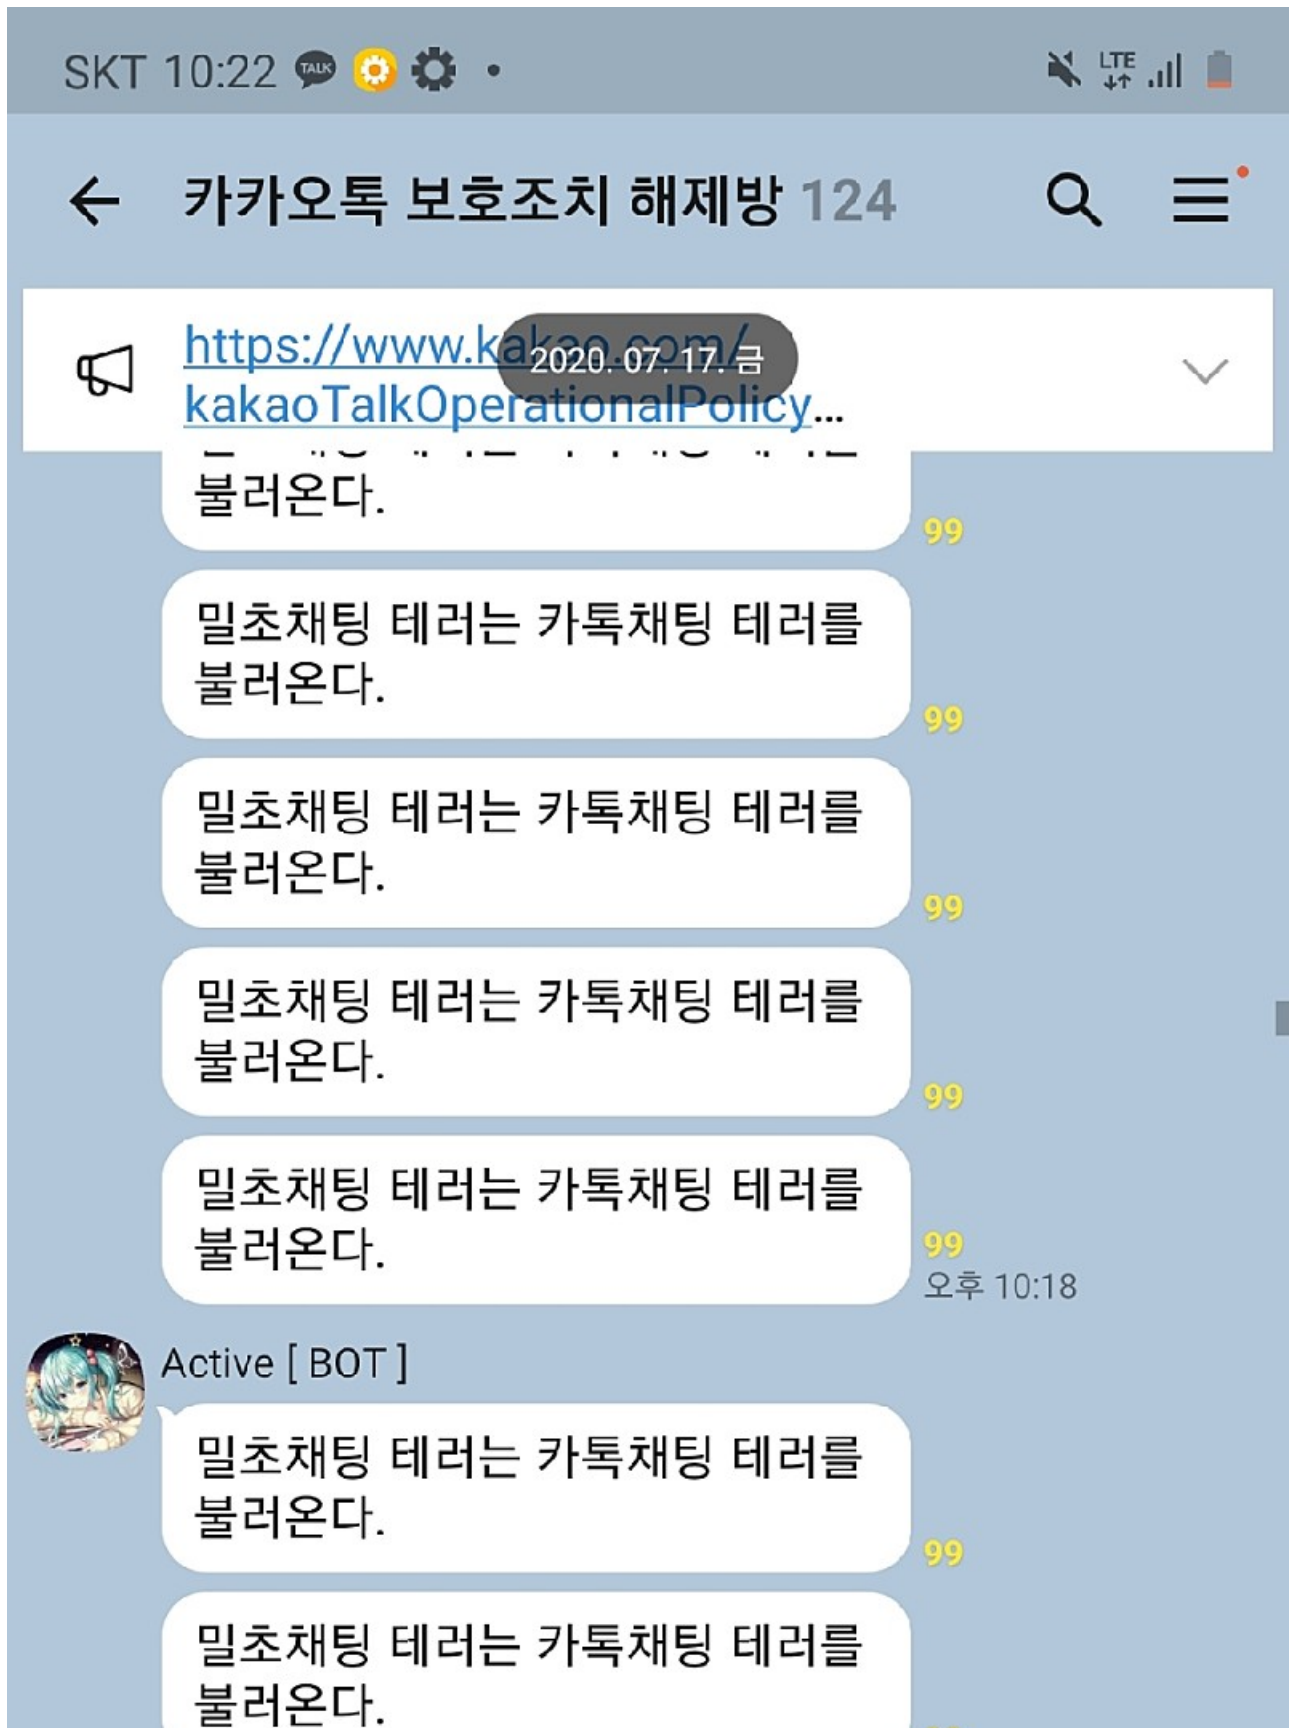 SKT 10:22 TALK
LTE
카카오톡 보호조치 해제방 124
https://www.kakao.com/
2020. 07. 17. 금
kakaoTalkOperationalPolicy...
불러온다.
99
밀초채팅 테러는 카톡채팅 테러를
불러온다.
99
밀초채팅 테러는 카톡채팅 테러를
불러온다.
99
밀초채팅 테러는 카톡채팅 테러를
불러온다.
99
밀초채팅 테러는 카톡채팅 테러를
불러온다.
99
오후 10:18
Active [ BOT ]
밀초채팅 테러는 카톡채팅 테러를
불러온다.
99
밀초채팅 테러는 카톡채팅 테러를
불러온다.